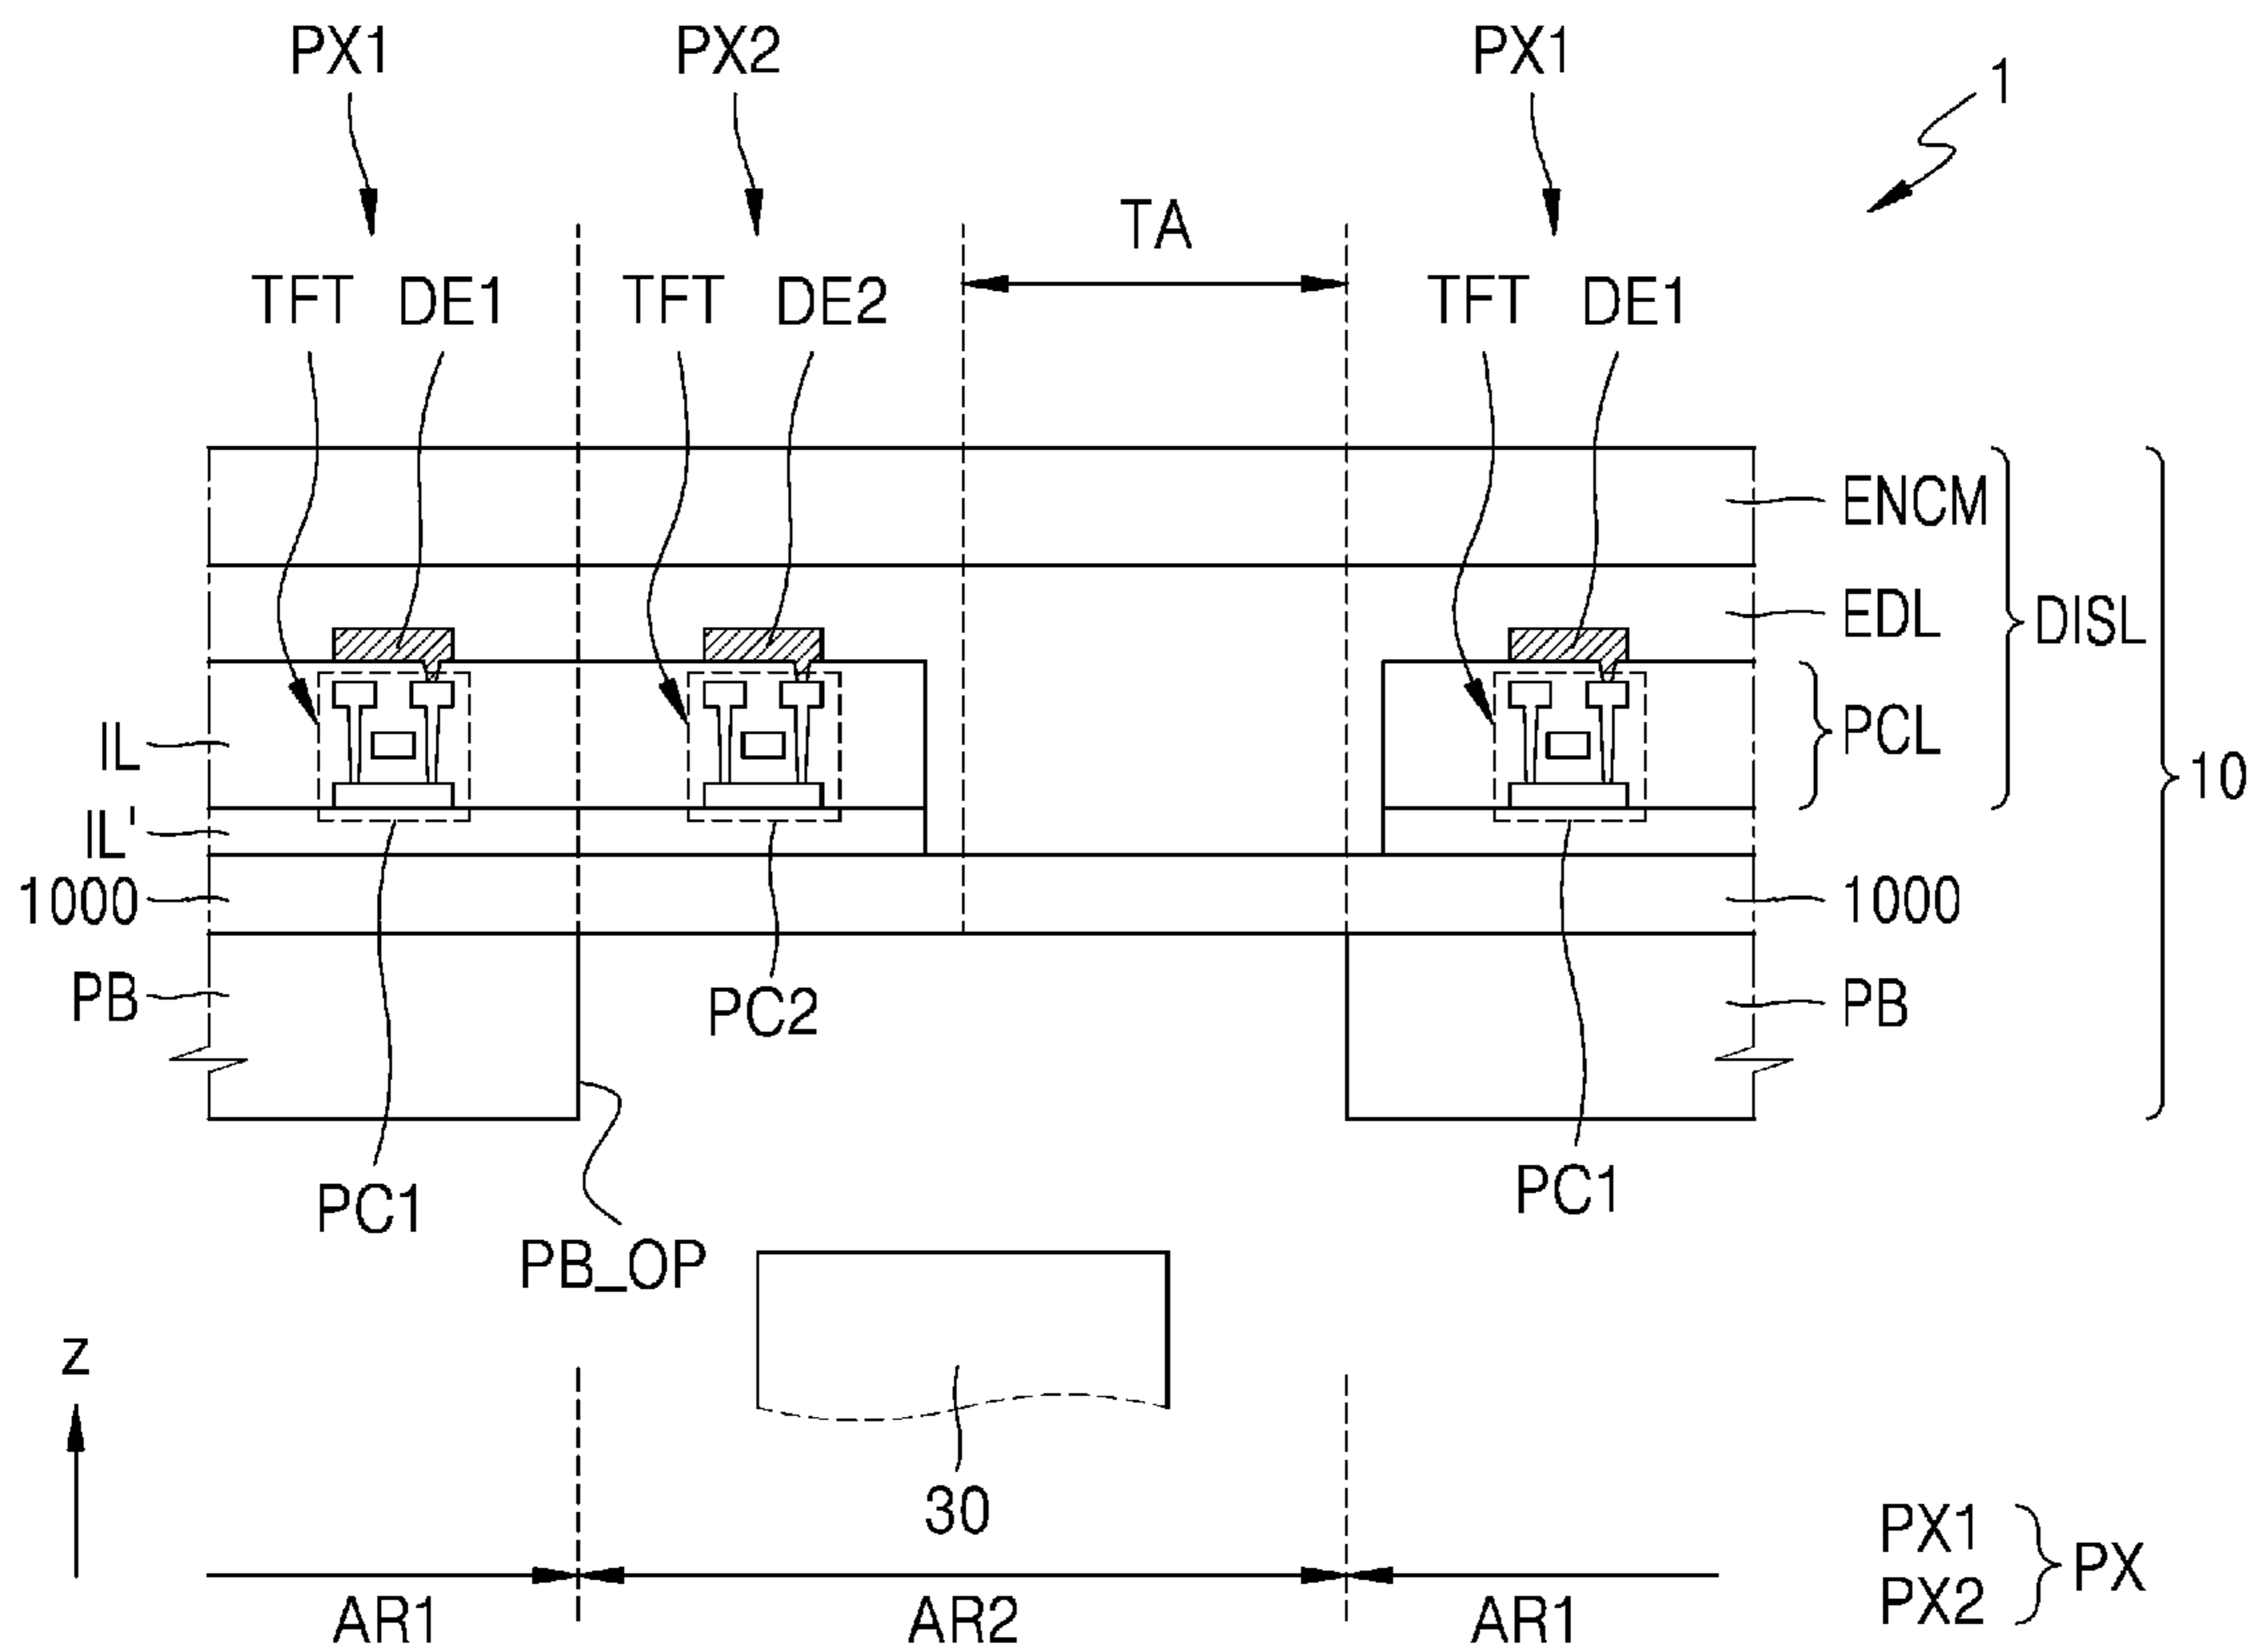 PX1 PX2 PX1
1
TA
TFT DE1 TFT DE2 TFT DE1
ENCM
EDL
DISL
PCL
IL
10
IL'
1000 1000
PB PB
PC2
PC1 PC1
PB_OP
z
30
PX1
PX
PX2
AR1 AR2 AR1